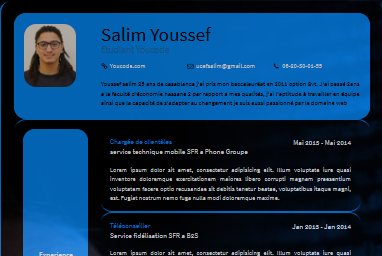 Salim Youssef
Etudiant Youcode
Youcode.com usefsalim@gmail.com 06-80-50-81-55
Youssef salim 25 ans de casablanca j'ai pris mon baccalauréat en 2011 option Svt. J'ai passé 2ans
a la faculté d'économie hassane 2 par rapport a mes qualités, j'ai l'aptitude à travailler en équipe
ainsi que la capacité de s'adapter au changement je suis aussi passionné par le domaine web
Chargée de clientèles Mai 2015 - Mai 2014
service technique mobile SFR a Phone Groupe
Lorem ipsum dolor sit amet, consectetur adipisicing elit. Illum voluptate iure quasi
inventore doloremque exercitationem maiores libero corrupti magnam praesentium
voluptatem facere optio recusandae sit debitis tenetur beatae, voluptatibus itaque magni,
est. Fugiat nostrum nemo fuga nulla modi doloremque maxime.
Téléconseiller Jan 2015 - Jan 2014
Service fidélisation SFR a B2S
Lorem ipsum dolor sit amet, consectetur adipisicing elit. Illum voluptate iure quasi
Experience